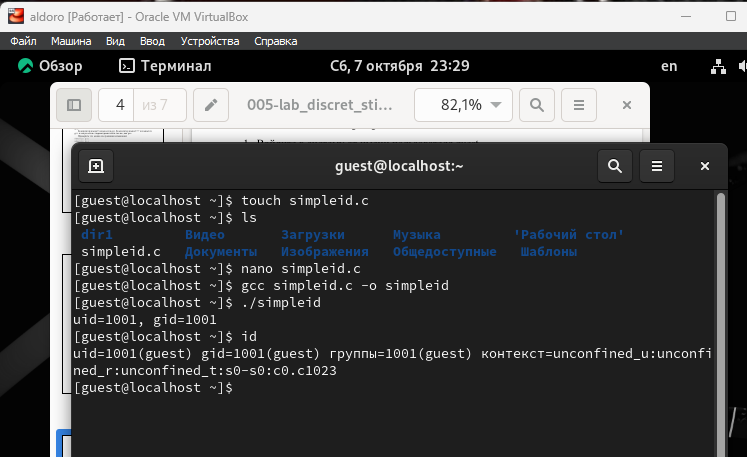 aldoro [Работает] - Oracle VM VirtualBox
Файл Машина Вид Ввод Устройства Справка
Обзор Терминал Сб, 7 октября 23:29 en
4 из 7 005-lab_discret_sti... 82,1%
guest@localhost:~
[guest@localhost ~]$ touch simpleid.c
[guest@localhost ~]$ ls
dir1 Видео Загрузки Музыка 'Рабочий стол'
simpleid.c Документы Изображения Общедоступные Шаблоны
[guest@localhost ~]$ nano simpleid.c
[guest@localhost ~]$ gcc simpleid.c -o simpleid
[guest@localhost ~]$ ./simpleid
uid=1001, gid=1001
[guest@localhost ~]$ id
uid=1001(guest) gid=1001(guest) группы=1001(guest) контекст=unconfined_u:unconfi
ned_r:unconfined_t:s0-s0:c0.c1023
[guest@localhost ~]$